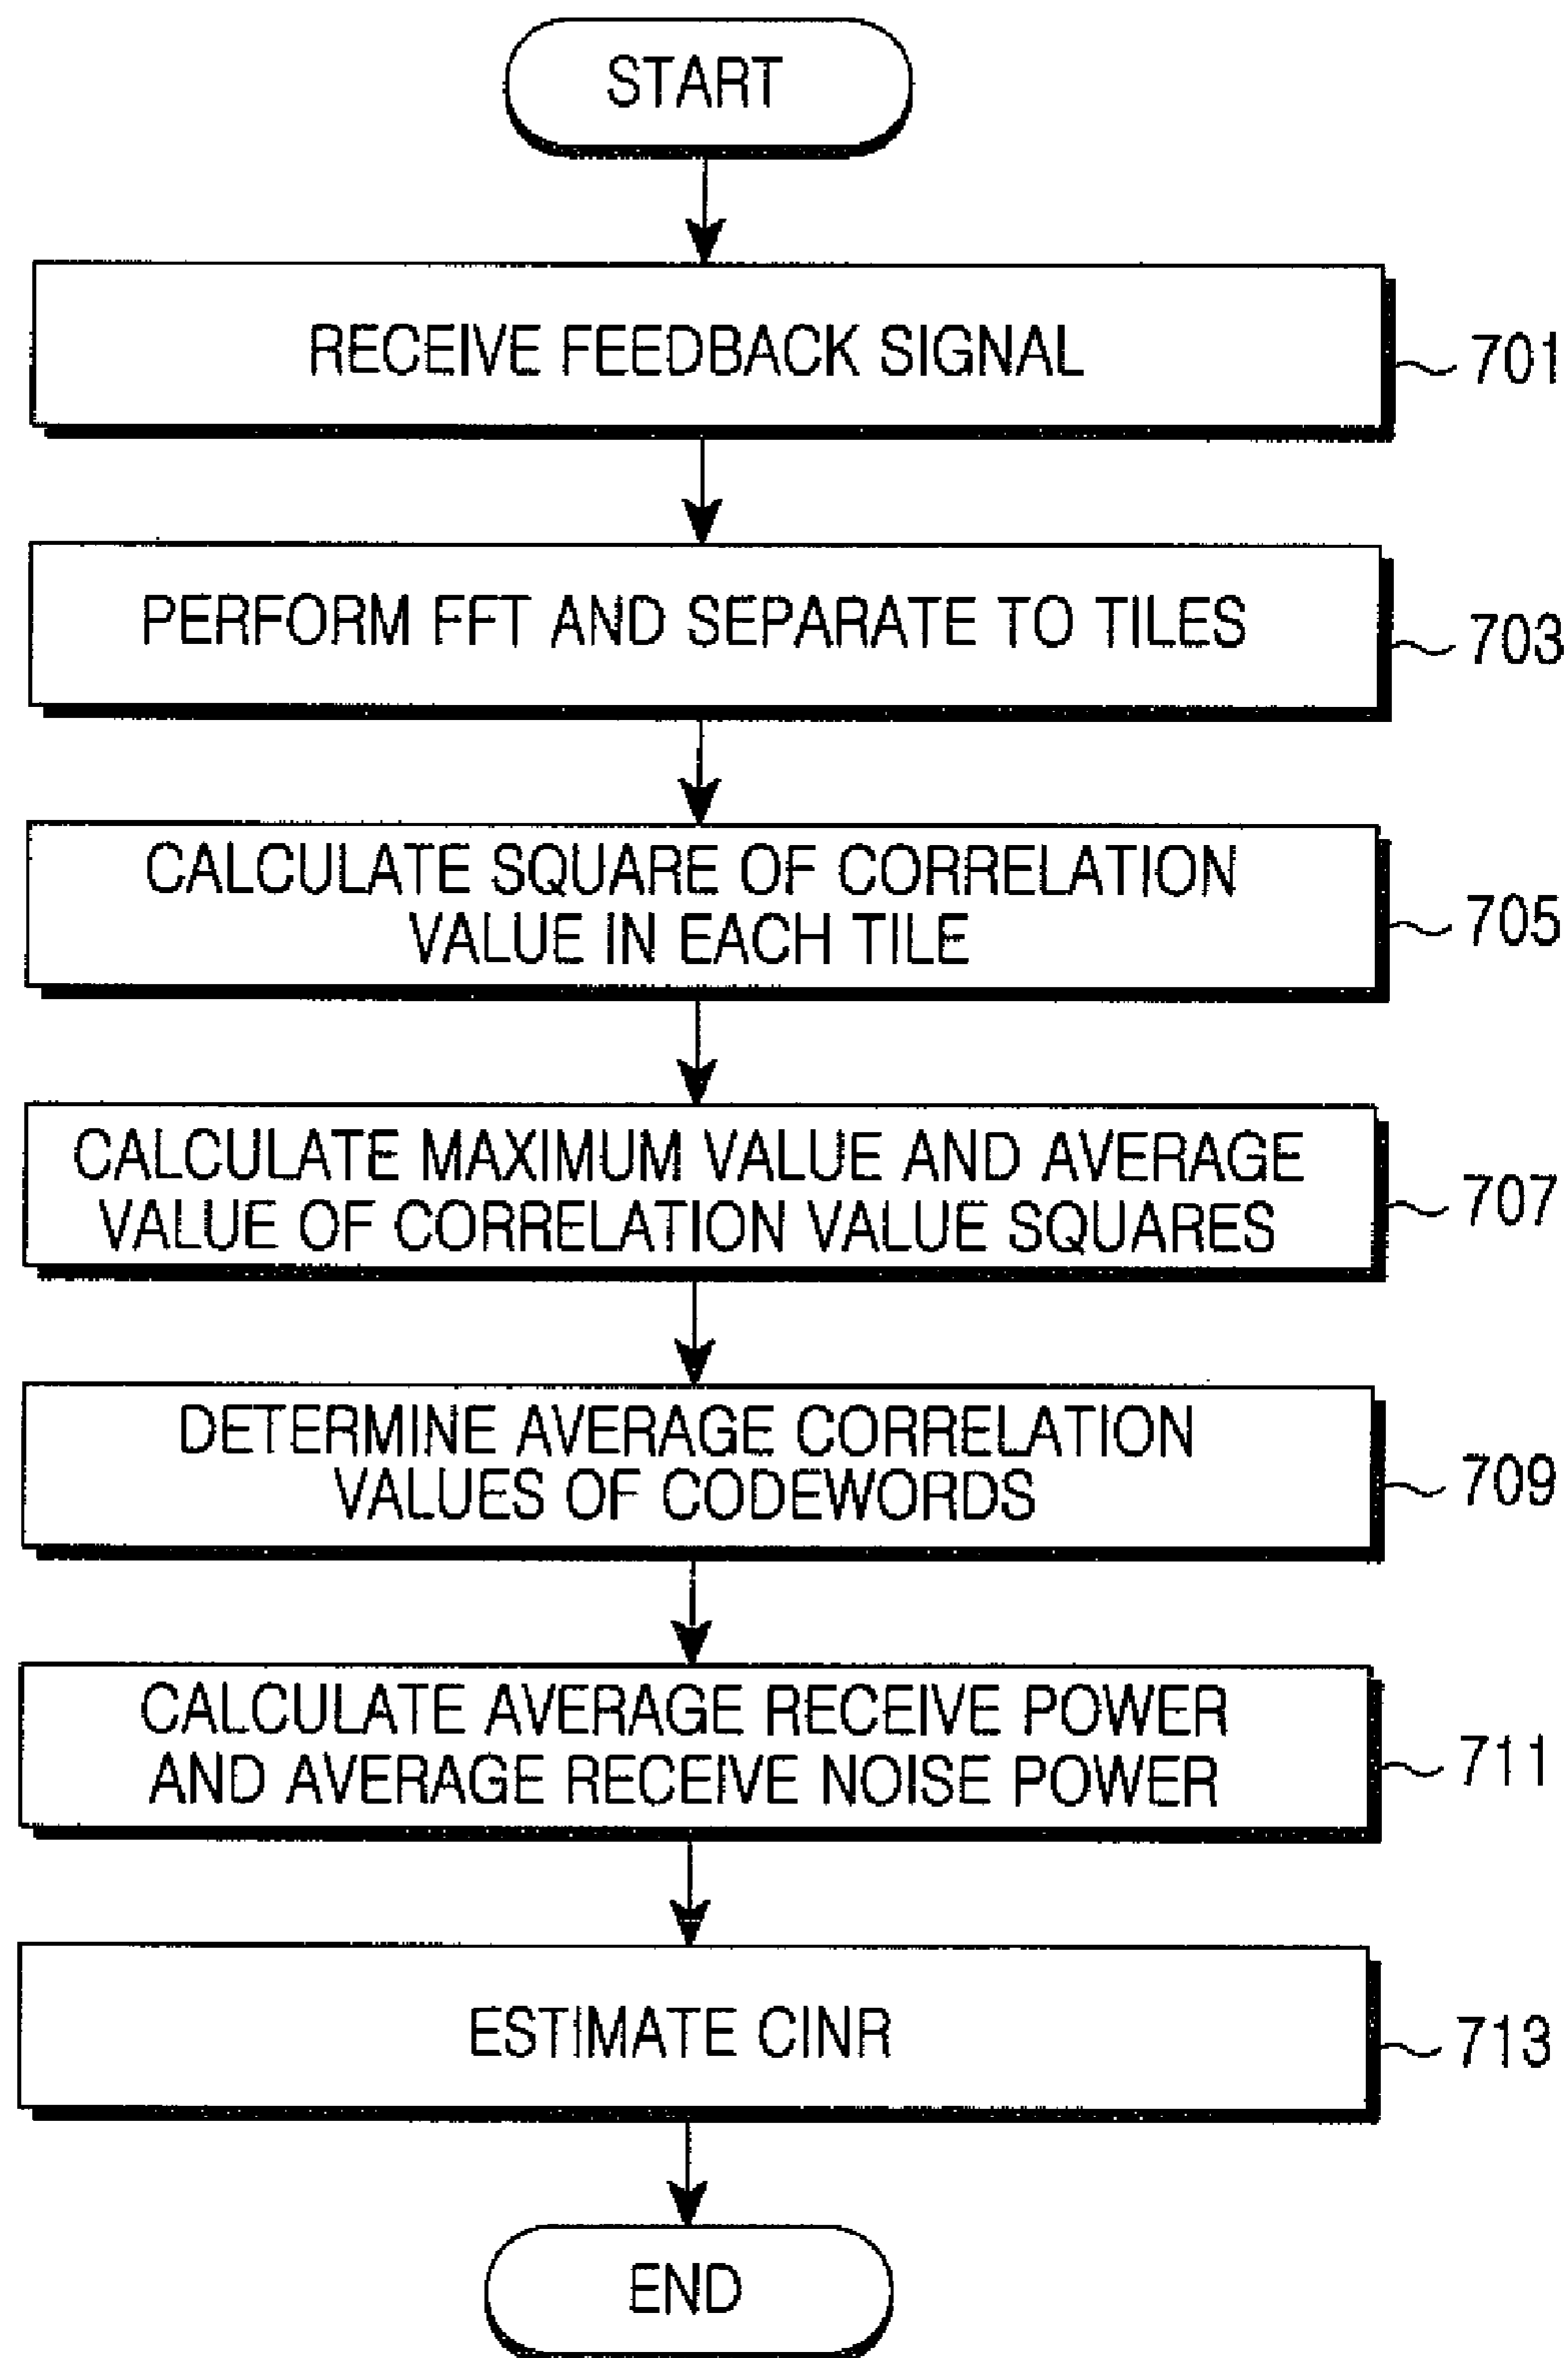 START
RECEIVE FEEDBACK SIGNAL
701
PERFORM FFT AND SEPARATE TO TILES
703
CALCULATE SQUARE OF CORRELATION
VALUE IN EACH TILE
705
CALCULATE MAXIMUM VALUE AND AVERAGE
VALUE OF CORRELATION VALUE SQUARES
707
DETERMINE AVERAGE CORRELATION
VALUES OF CODEWORDS
709
CALCULATE AVERAGE RECEIVE POWER
AND AVERAGE RECEIVE NOISE POWER
711
ESTIMATE CINR
713
END